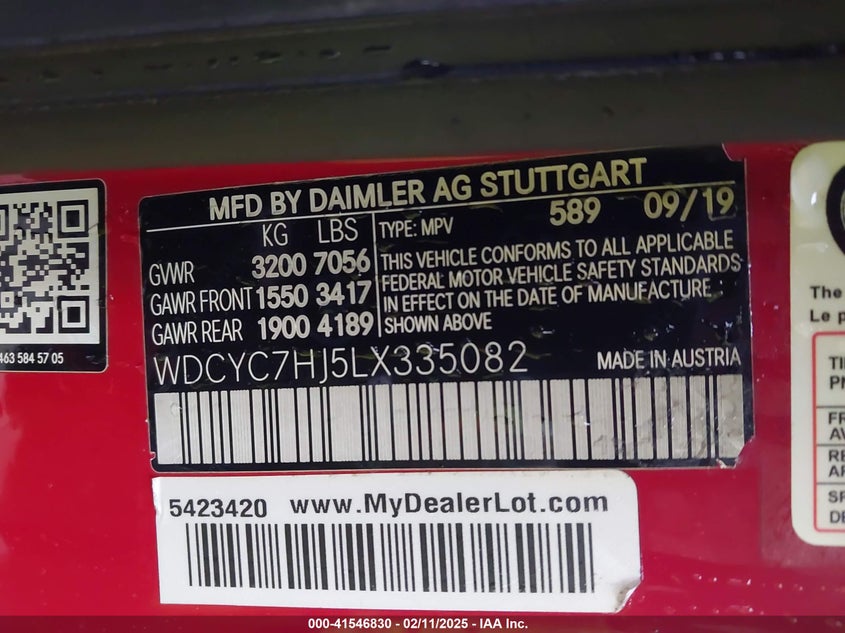 MFD BY DAIMLER AG STUTTGART
KG LBS
TYPE: MPV 589 09/19
GVWR 3200 7056
GAWR FRONT 1550 3417
GAWR REAR 1900 4189
THIS VEHICLE CONFORMS TO ALL APPLICABLE
FEDERAL MOTOR VEHICLE SAFETY STANDARDS
IN EFFECT ON THE DATE OF MANUFACTURE
SHOWN ABOVE
WDCYC7HJ5LX335082 MADE IN AUSTRIA
463 584 57 05
5423420 www.MyDealerLot.com
The
Le
000-41546830 - 02/11/2025 - IAA Inc.